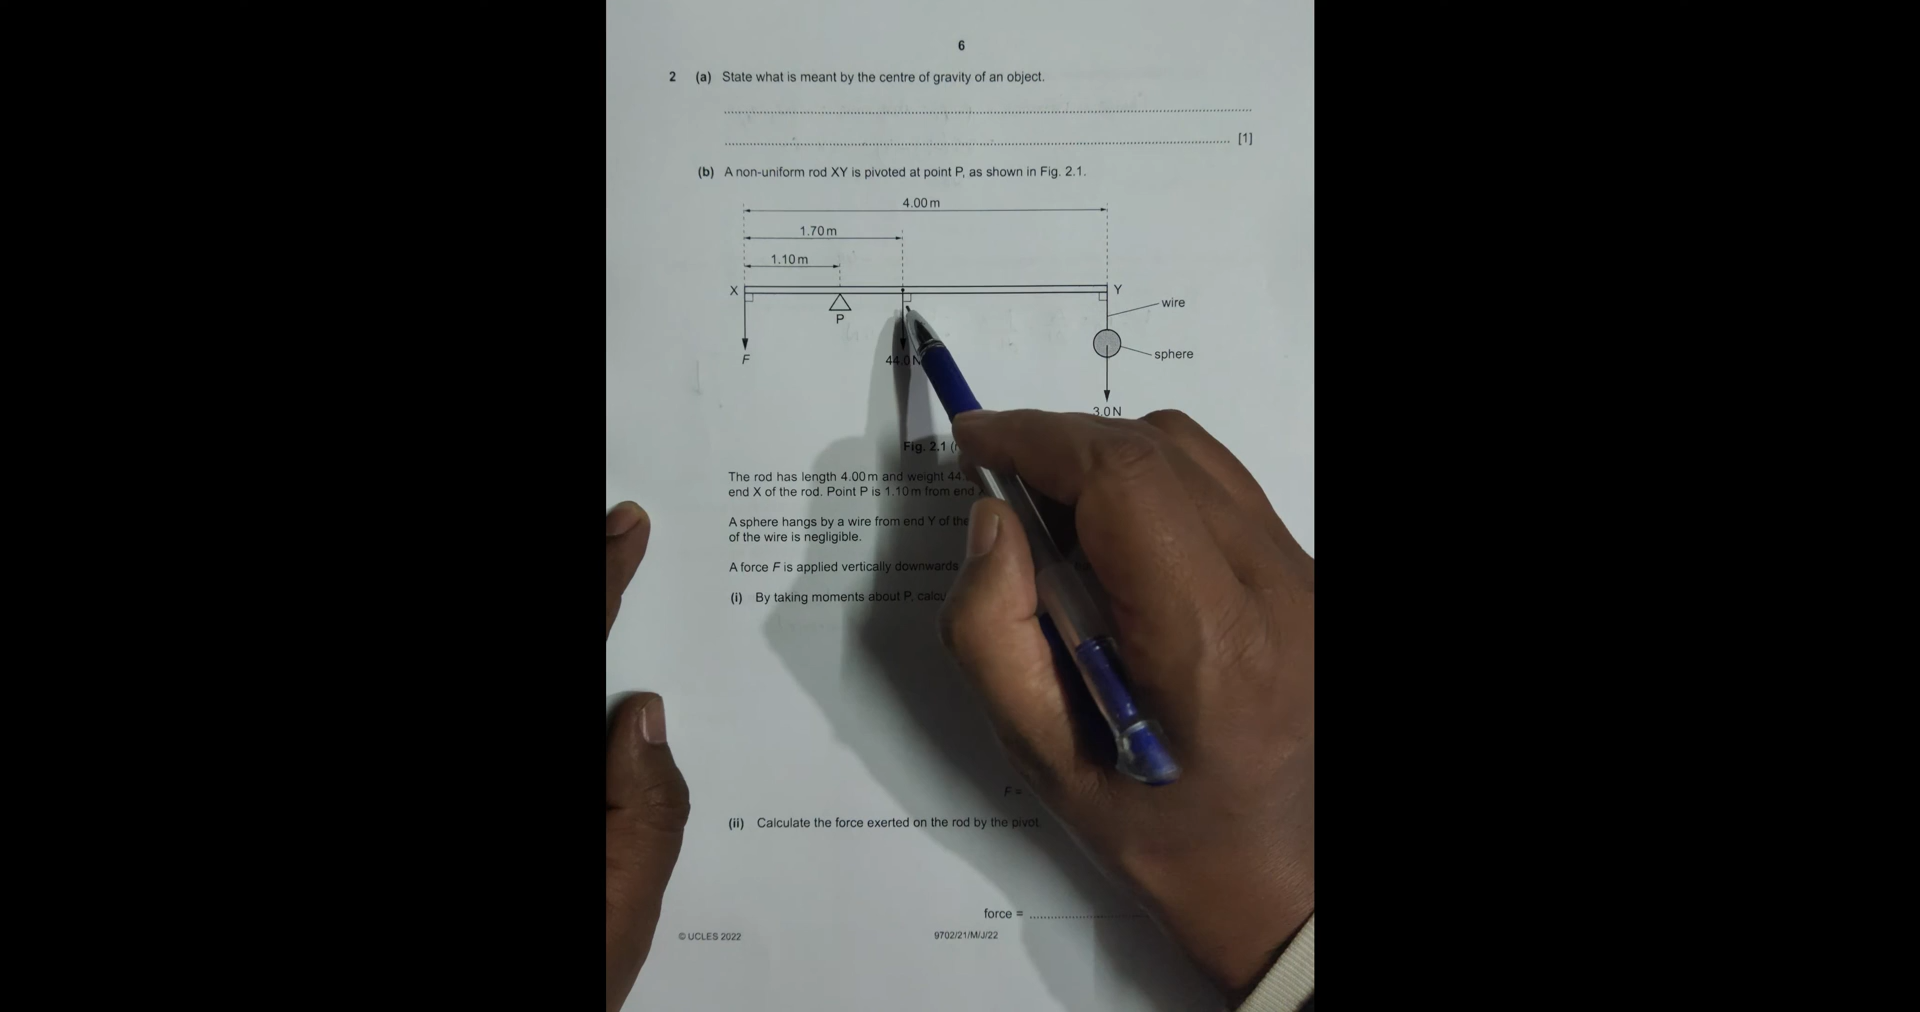 6
2 (a) State what is meant by the centre of gravity of an object.
[1]
(b) A non-uniform rod XY is pivoted at point P, as shown in Fig. 2.1.
4.00 m
1.70 m
1.10 m
X
Y
wire
P
sphere
F
44.0 N
3.0 N
Fig. 2.1
The rod has length 4.00 m and weight 44.
end X of the rod. Point P is 1.10 m from end
A sphere hangs by a wire from end Y of the
of the wire is negligible.
A force F is applied vertically downwards
(i) By taking moments about P,
F =
(ii) Calculate the force exerted on the rod by the pivot.
force =
© UCLES 2022
9702/21/M/J/22